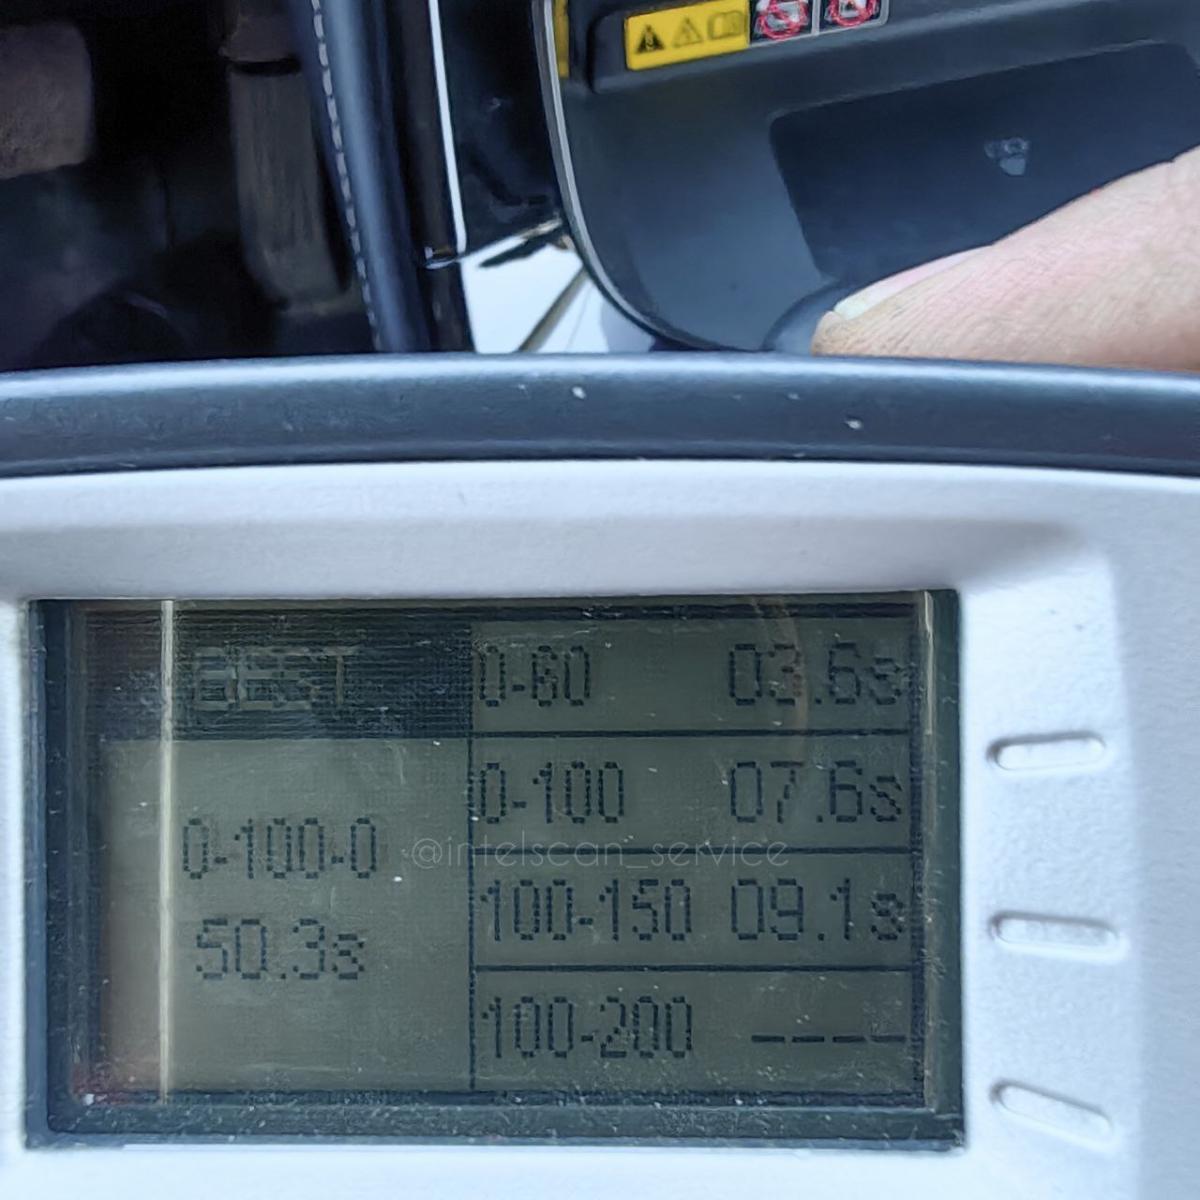 BEST
0-100-0
50.3s
0-60 03.6s
0-100 07.6s
100-150 09.1s
100-200 ----
@intelscan_service